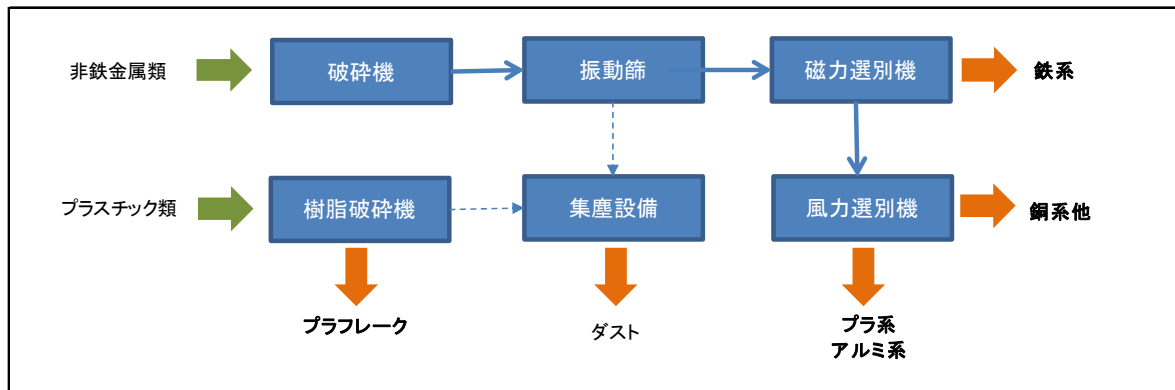 非鉄金属類
破砕機
振動篩
磁力選別機
鉄系
プラスチック類
樹脂破砕機
集塵設備
風力選別機
銅系他
プラフレーク
ダスト
プラ系
アルミ系